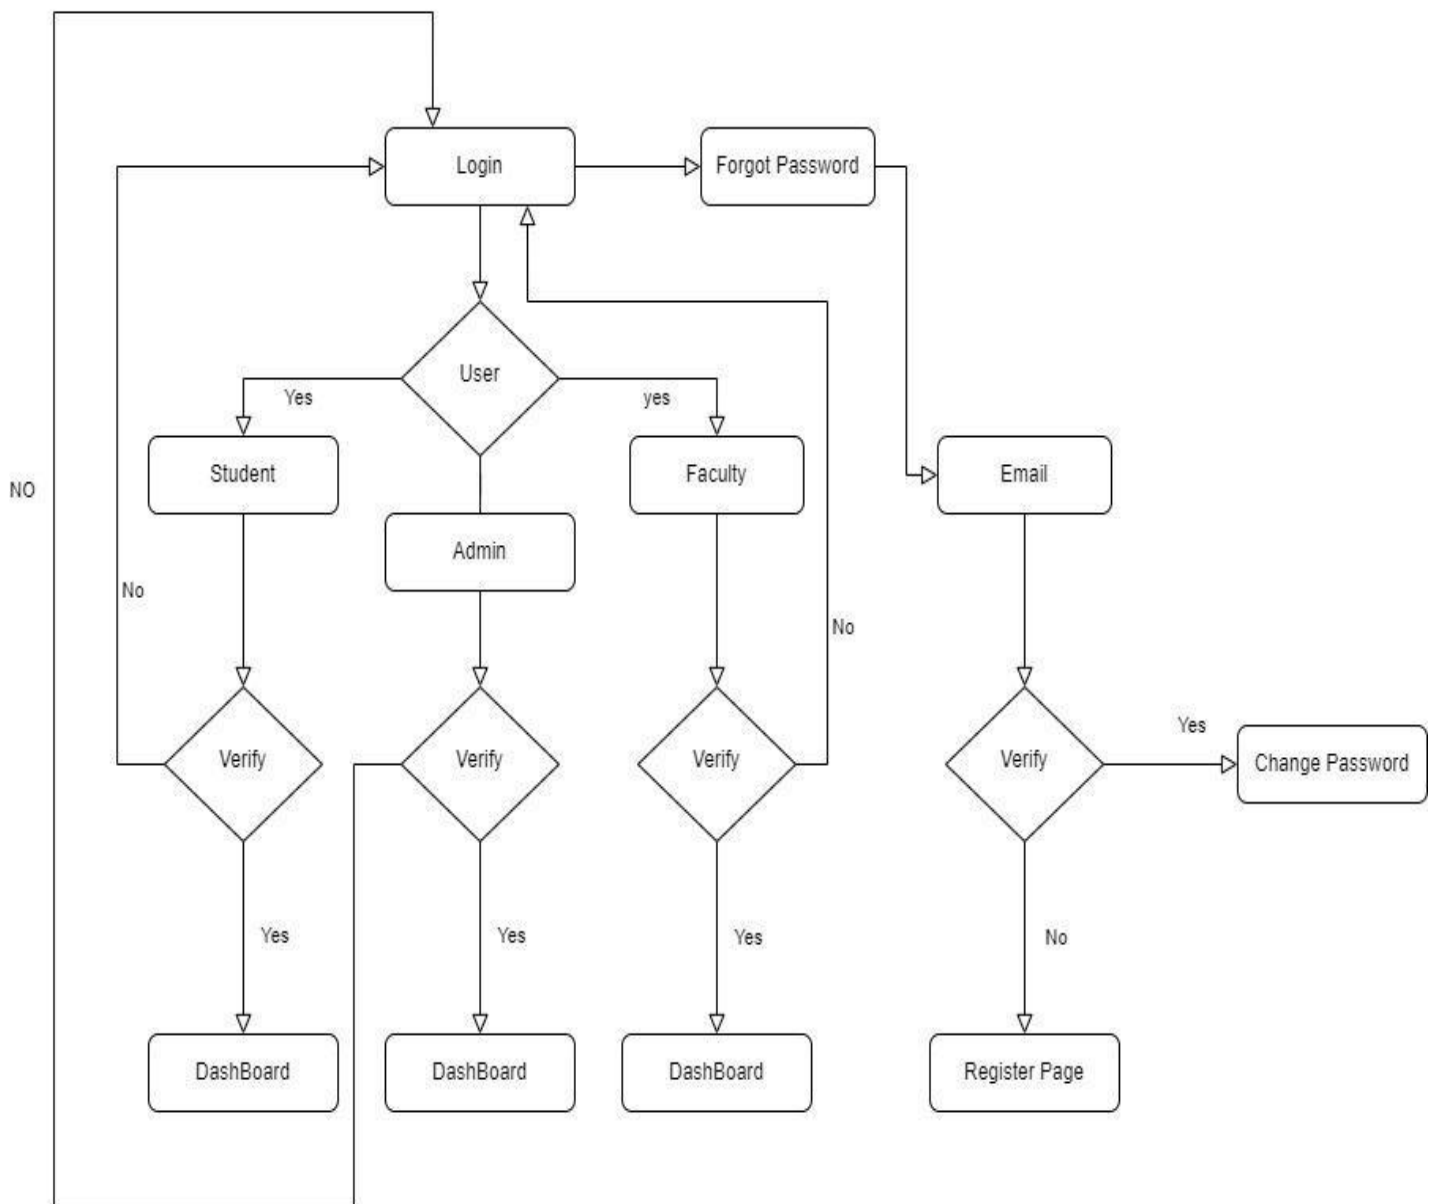 Login
Forgot Password
User
Yes
yes
Student
Faculty
Email
NO
Admin
No
No
Verify
Verify
Verify
Verify
Yes
Change Password
Yes
Yes
Yes
No
DashBoard
DashBoard
DashBoard
Register Page